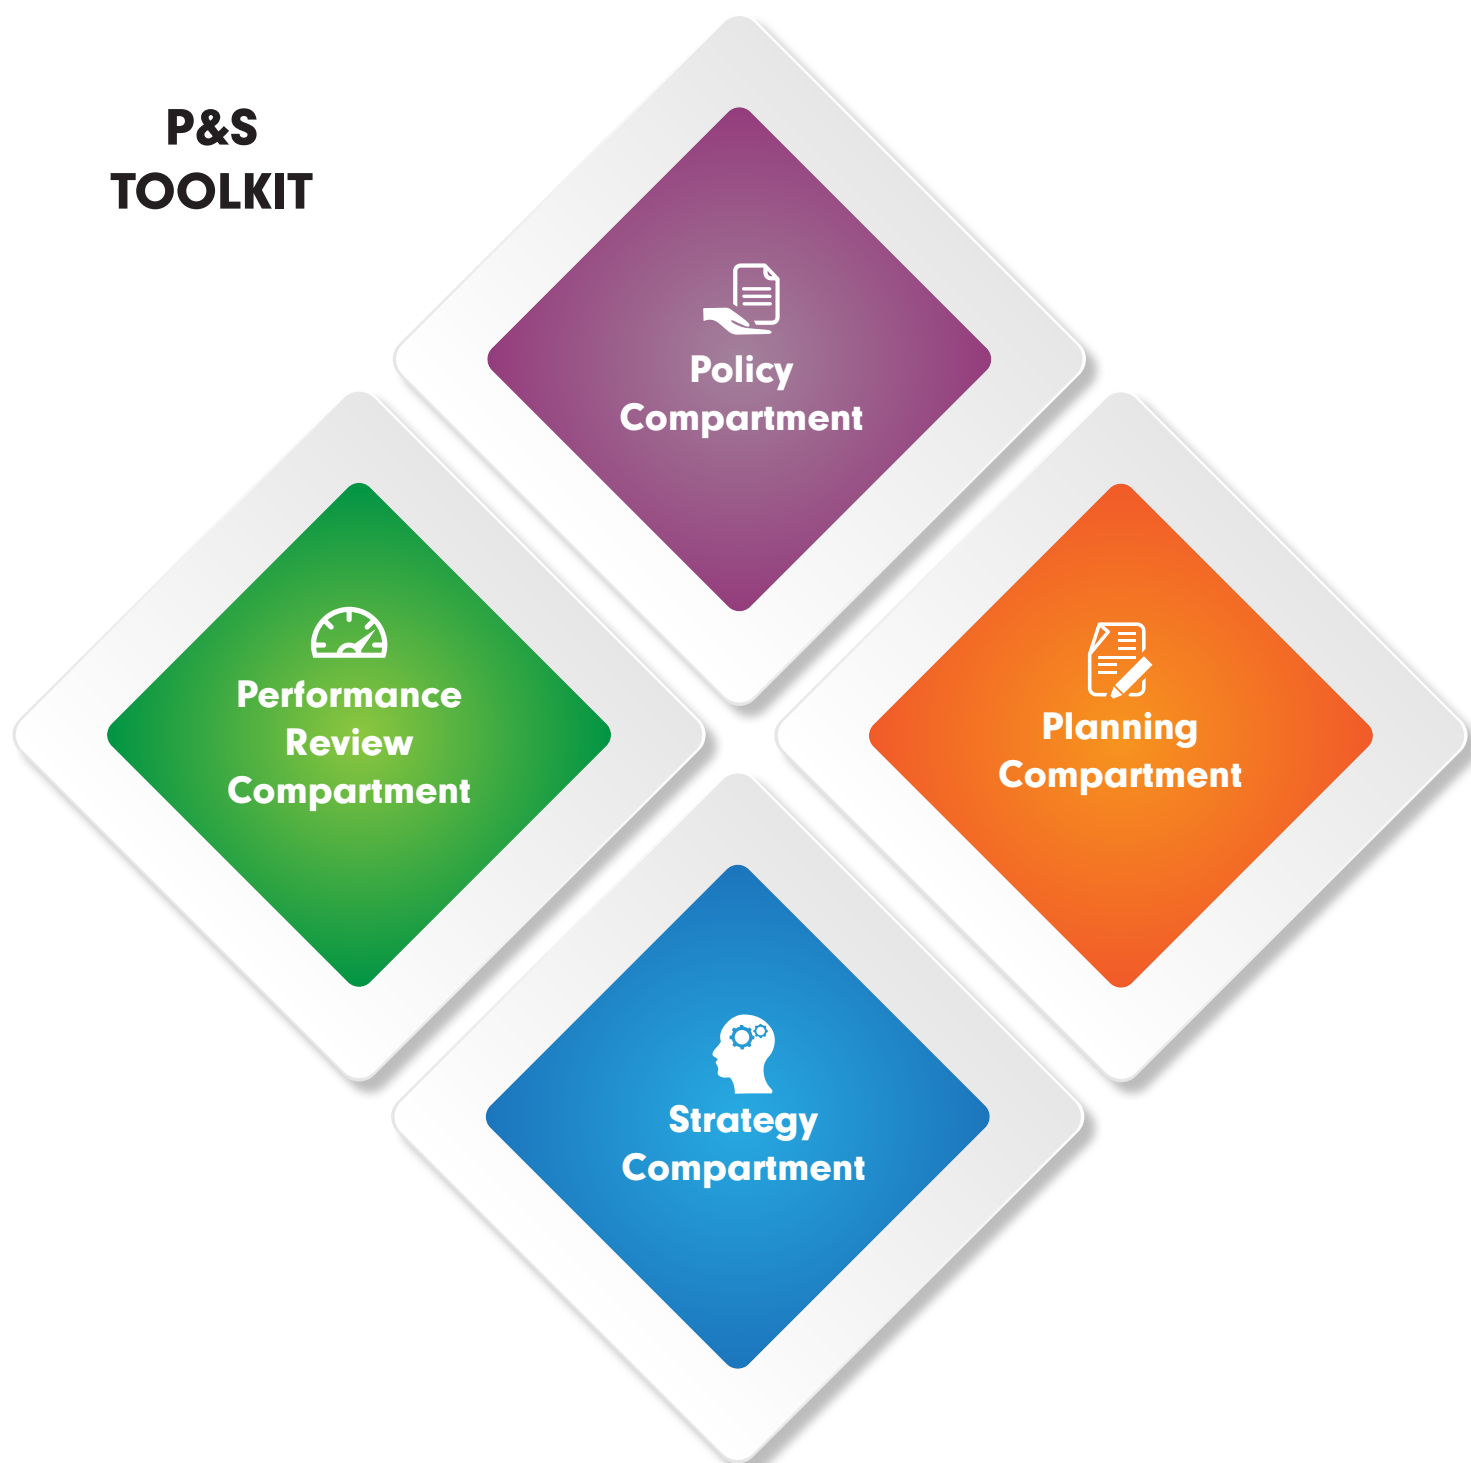 P&S
TOOLKIT
Policy
Compartment
Performance
Review
Compartment
Planning
Compartment
Strategy
Compartment